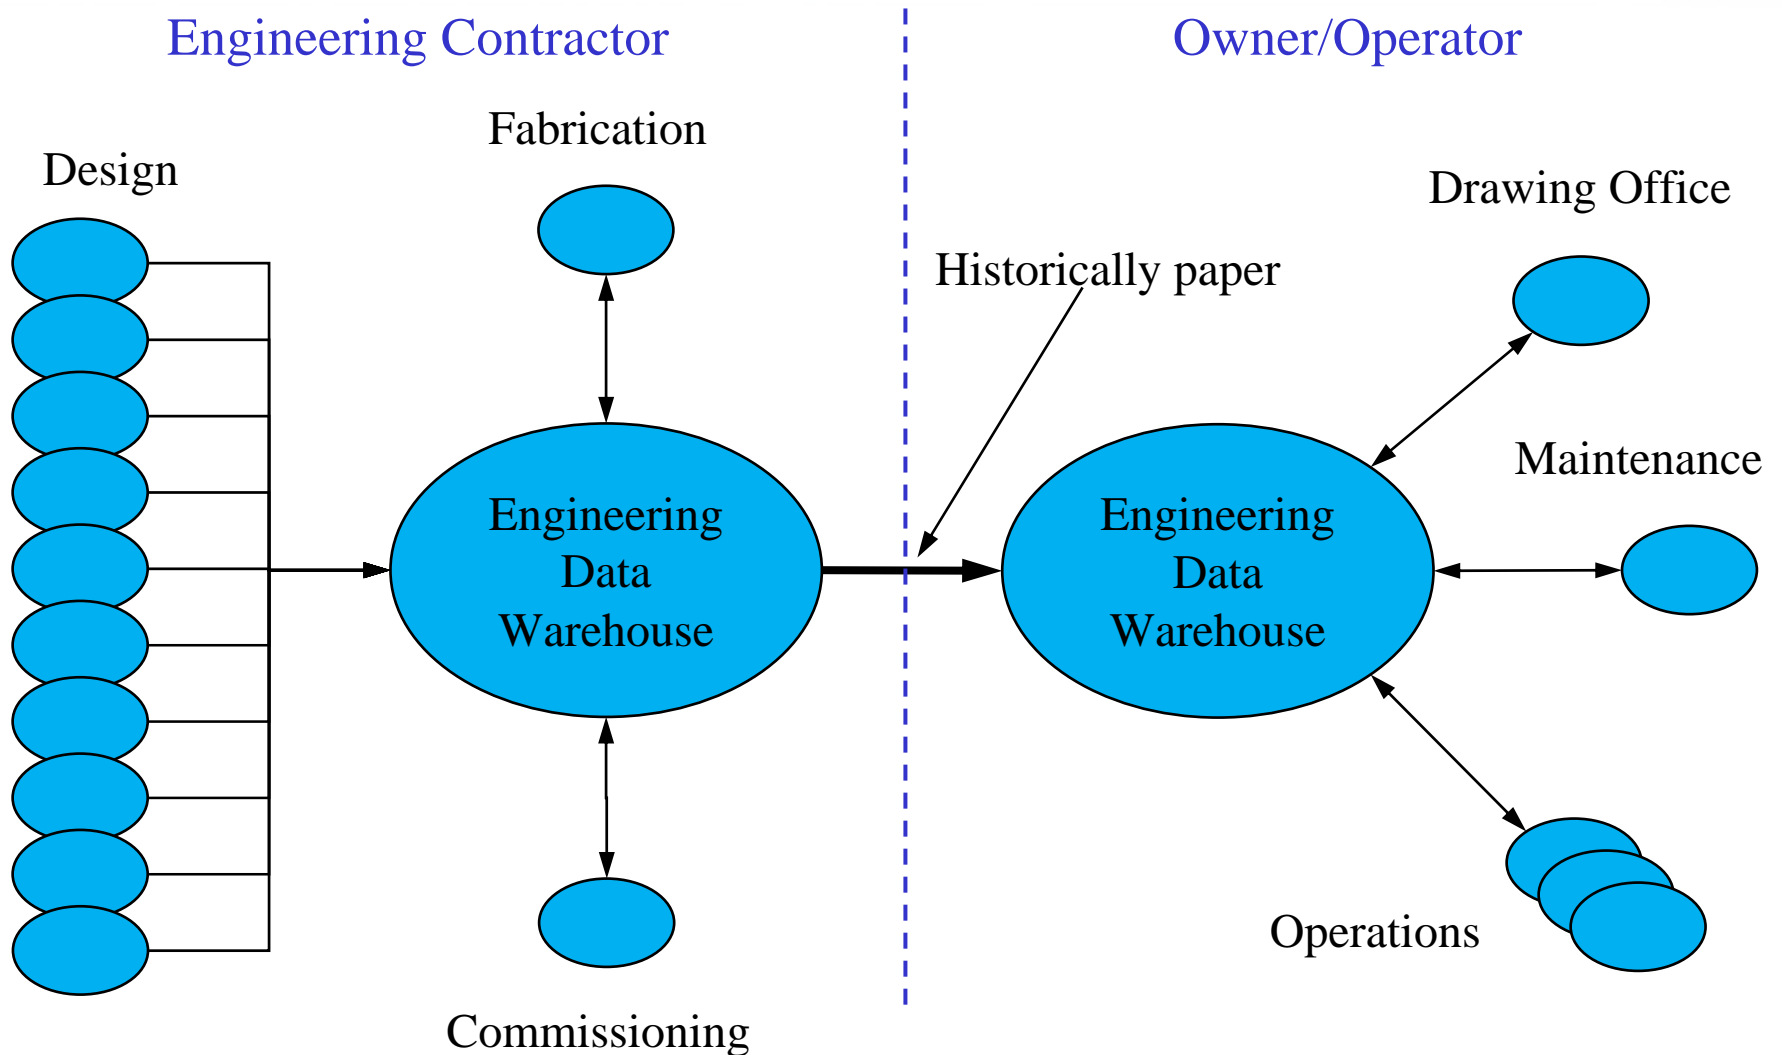 Engineering Contractor
Owner/Operator
Fabrication
Design
Drawing Office
Historically paper
Maintenance
Engineering
Data
Warehouse
Engineering
Data
Warehouse
Operations
Commissioning